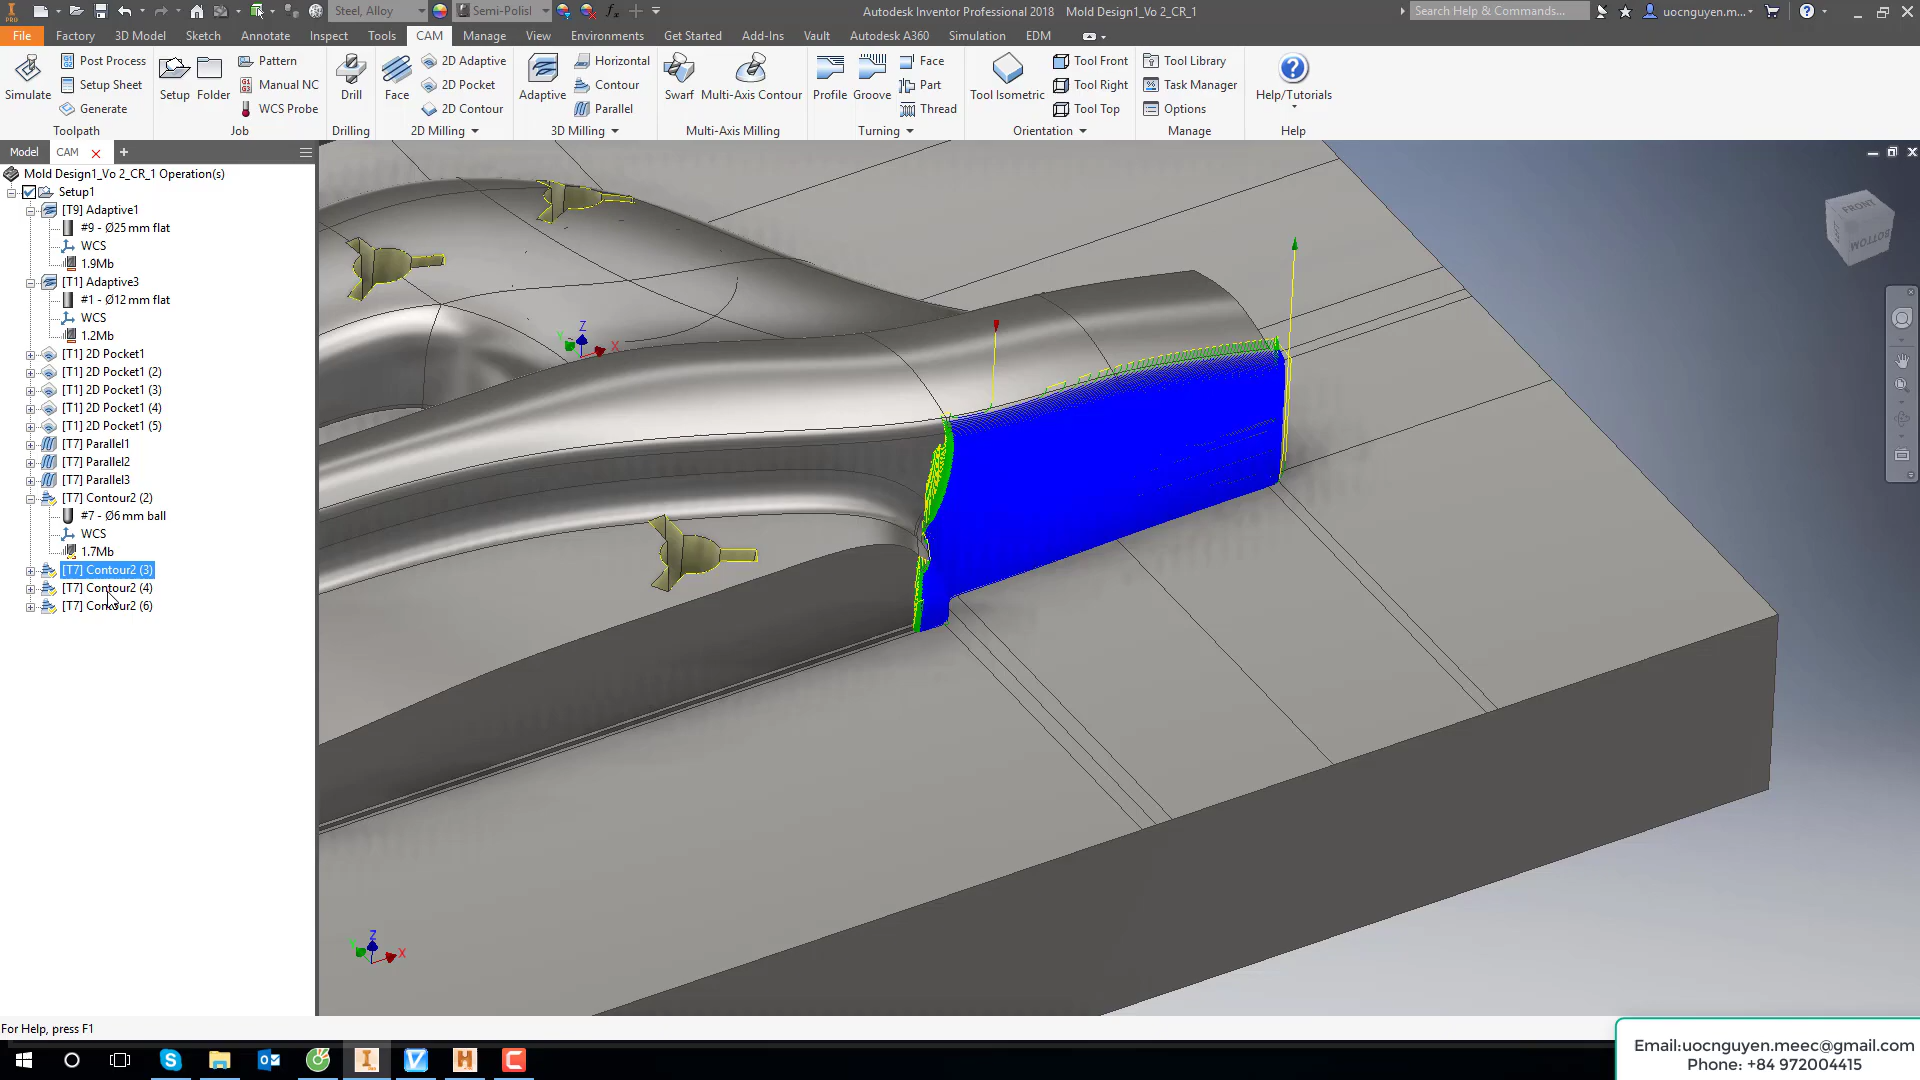 Steel, Alloy
Semi-Polisl
Autodesk Inventor Professional 2018 Mold Design1_Vo 2_CR_1
Search Help & Commands...
uocnguyen.m...
File Factory 3D Model Sketch Annotate Inspect Tools CAM Manage View Environments Get Started Add-Ins Vault Autodesk A360 Simulation EDM
Simulate
Post Process
Setup Sheet
Generate
Toolpath
Setup
Folder
Pattern
Manual NC
WCS Probe
Job
Drill
Drilling
Face
2D Adaptive
2D Pocket
2D Contour
2D Milling
Adaptive
Horizontal
Contour
Parallel
3D Milling
Swarf
Multi-Axis Contour
Multi-Axis Milling
Profile
Groove
Face
Part
Thread
Turning
Tool Isometric
Tool Front
Tool Right
Tool Top
Orientation
Tool Library
Task Manager
Options
Manage
Help/Tutorials
Help
Model CAM
Mold Design1_Vo 2_CR_1 Operation(s)
Setup1
[T9] Adaptive1
#9 - Ø25 mm flat
WCS
1.9Mb
[T1] Adaptive3
#1 - Ø12 mm flat
WCS
1.2Mb
[T1] 2D Pocket1
[T1] 2D Pocket1 (2)
[T1] 2D Pocket1 (3)
[T1] 2D Pocket1 (4)
[T1] 2D Pocket1 (5)
[T7] Parallel1
[T7] Parallel2
[T7] Parallel3
[T7] Contour2 (2)
#7 - Ø6 mm ball
WCS
1.7Mb
[T7] Contour2 (3)
[T7] Contour2 (4)
[T7] Contour2 (6)
FRONT
BOTTOM
Z
Y
X
Z
X
For Help, press F1
Email:uocnguyen.meec@gmail.com
Phone: +84 972004415